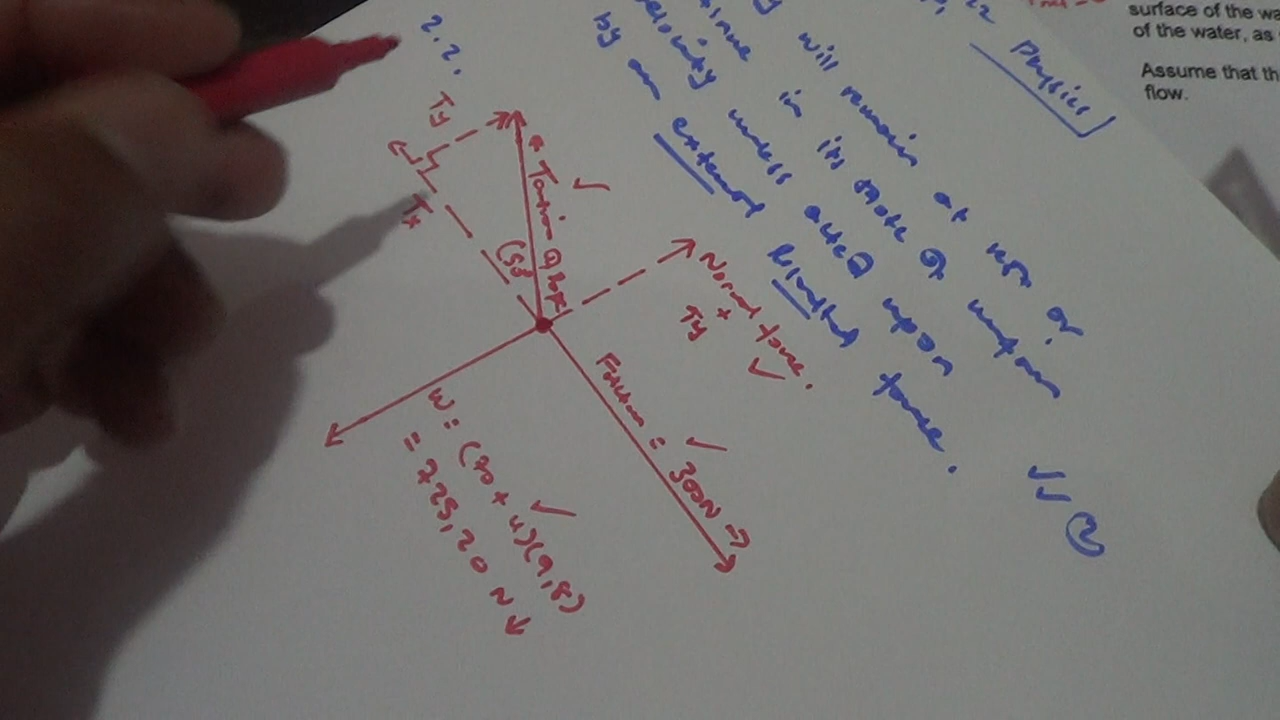 22 Physics
will remain at rest or
continue in its state of motion
velocity unless acted upon
by an external force.
2.2.
Ty
Tx
Tension
Normal force.
+
Ty
Friction = 300N →
W = (70 + 4)(9,8)
= 725,20 N ↓
surface of the wa
of the water, as
Assume that th
flow.